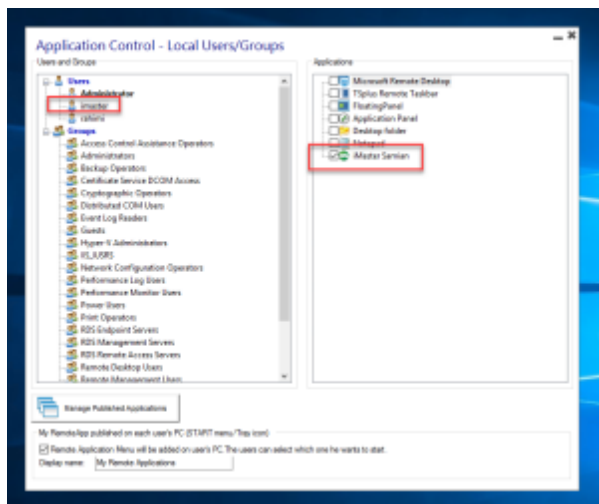 Application Control - Local Users/Groups
Users and Groups
Users
Administrator
imaster
rahimi
Groups
Access Control Assistance Operators
Administrators
Backup Operators
Certificate Service DCOM Access
Cryptographic Operators
Distributed COM Users
Event Log Readers
Guests
Hyper-V Administrators
IIS_IUSRS
Network Configuration Operators
Performance Log Users
Performance Monitor Users
Power Users
Print Operators
RDS Endpoint Servers
RDS Management Servers
RDS Remote Access Servers
Remote Desktop Users
Remote Management Users
Applications
Microsoft Remote Desktop
TSplus Remote Taskbar
FloatingPanel
Application Panel
Desktop folder
Notepad
iMaster Samian
Manage Published Applications
My RemoteApp published on each user's PC (START menu/Tray icon)
Remote Application Menu will be added on user's PC. The users can select which one he wants to start.
Display name: My Remote Applications